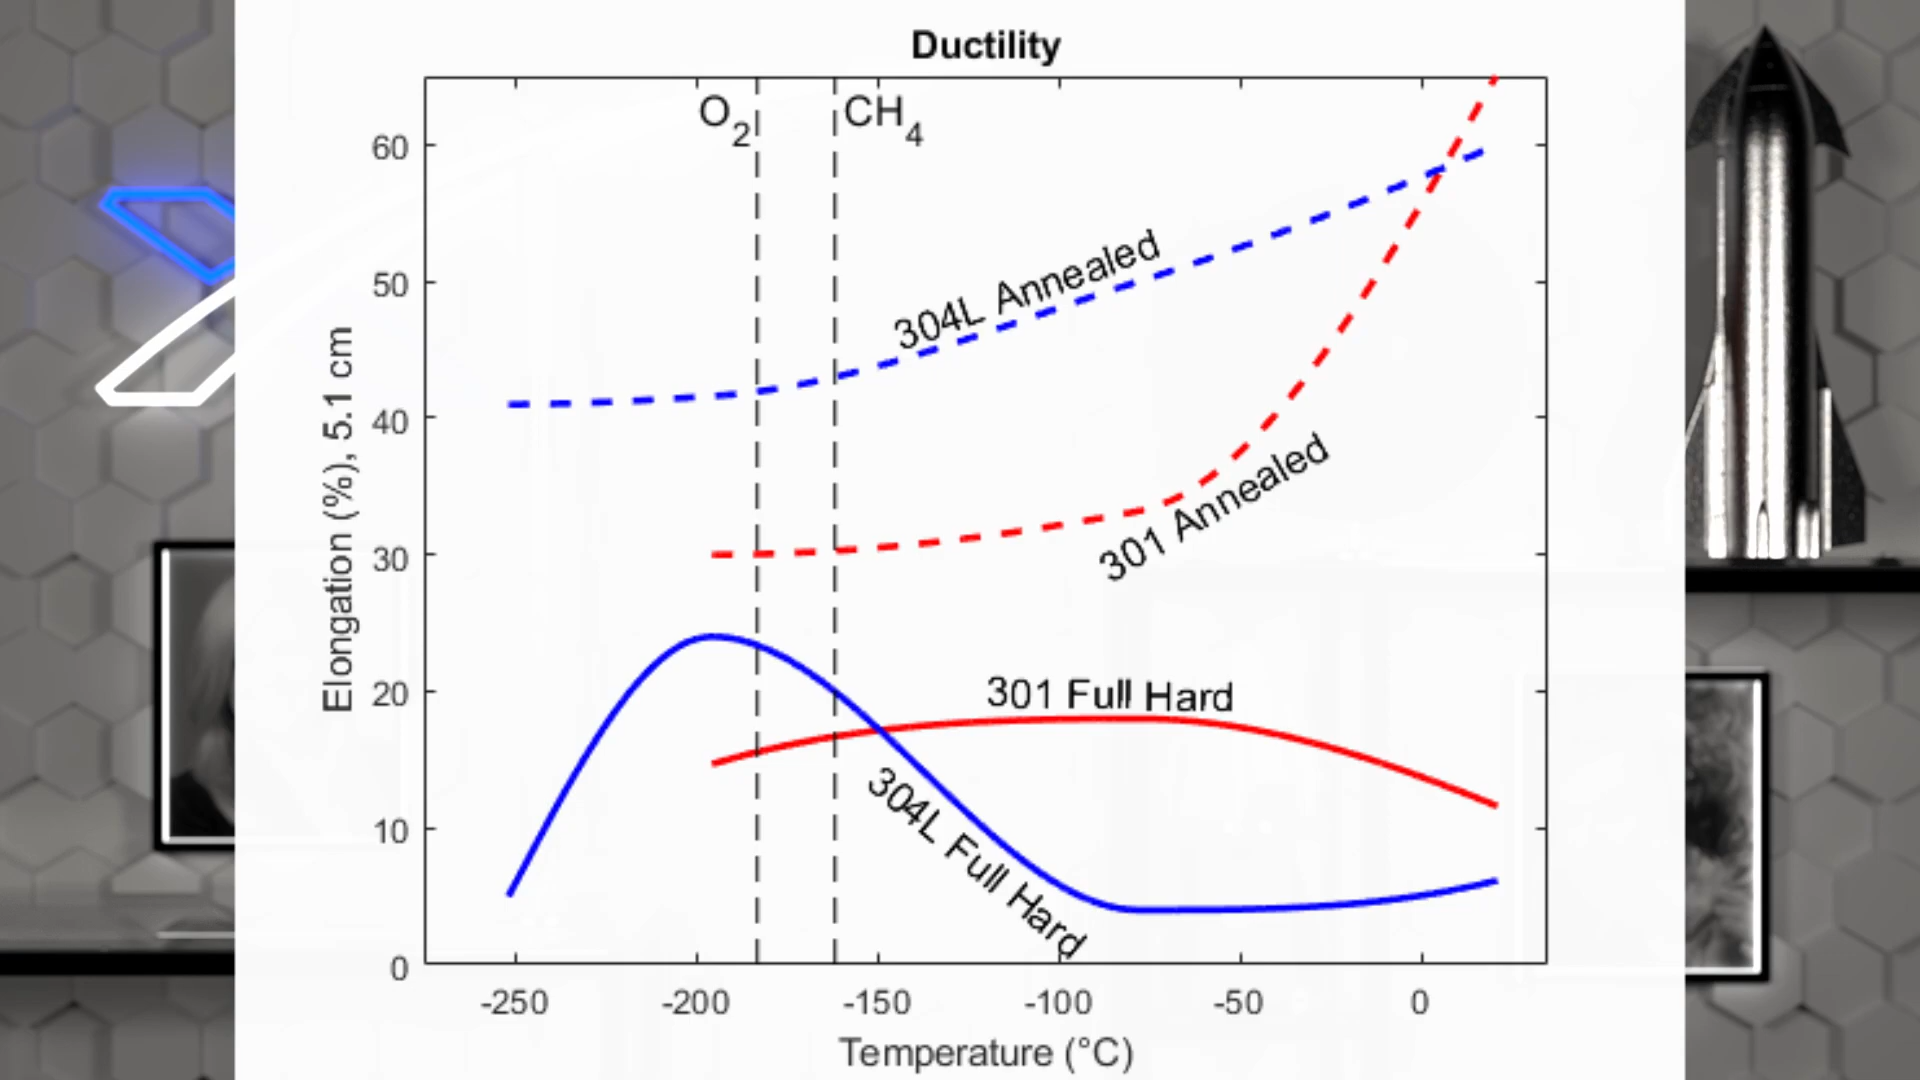 Ductility
O2
CH4
60
50
40
30
20
10
0
Elongation (%), 5.1 cm
304L Annealed
301 Annealed
301 Full Hard
304L Full Hard
-250
-200
-150
-100
-50
0
Temperature (°C)